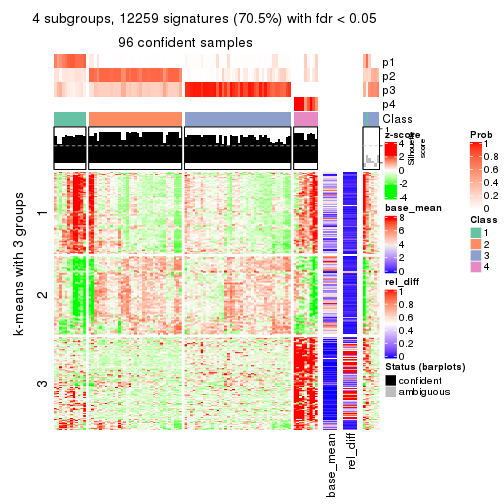 4 subgroups, 12259 signatures (70.5%) with fdr < 0.05
96 confident samples
p1
p2
p3
p4
Class
1
0
Silhouette
score
k-means with 3 groups
1
2
3
base_mean
rel_diff
z-score
4
2
0
-2
-4
base_mean
8
6
4
2
0
rel_diff
1
0.8
0.6
0.4
0.2
0
Status (barplots)
confident
ambiguous
Prob
1
0.8
0.6
0.4
0.2
0
Class
1
2
3
4